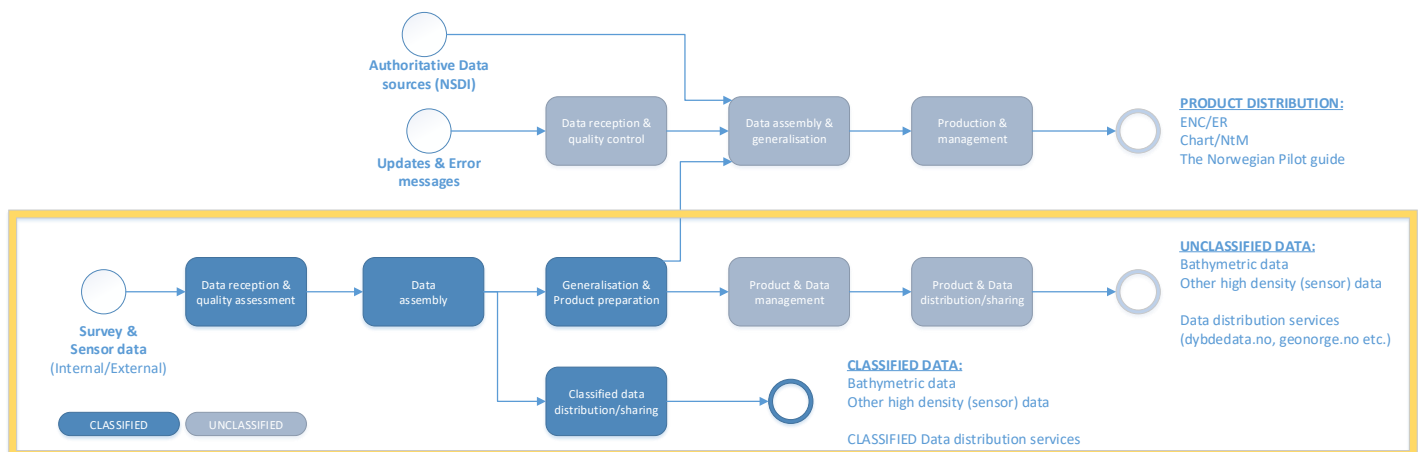 Authoritative Data
sources (NSDI)
Updates & Error
messages
Data reception &
quality control
Data assembly &
generalisation
Production &
management
PRODUCT DISTRIBUTION:
ENC/ER
Chart/NtM
The Norwegian Pilot guide
Survey &
Sensor data
(Internal/External)
Data reception &
quality assessment
Data
assembly
Generalisation &
Product preparation
Product & Data
management
Product & Data
distribution/sharing
UNCLASSIFIED DATA:
Bathymetric data
Other high density (sensor) data
Data distribution services
(dybdedata.no, geonorge.no etc.)
Classified data
distribution/sharing
CLASSIFIED DATA:
Bathymetric data
Other high density (sensor) data
CLASSIFIED Data distribution services
CLASSIFIED
UNCLASSIFIED